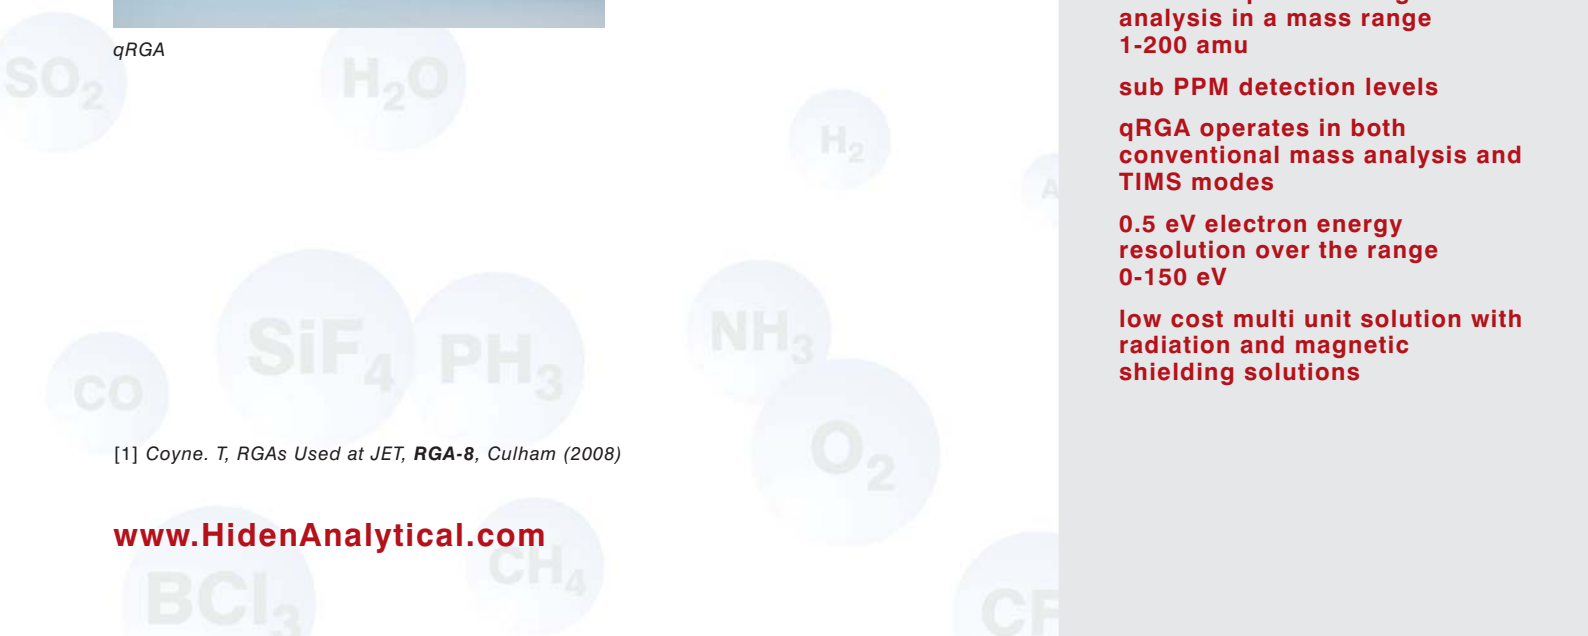 qRGA
SO2
H2O
H2
SiF4
PH3
NH3
CO
O2
[1] Coyne. T, RGAs Used at JET, RGA-8, Culham (2008)
www.HidenAnalytical.com
CH4
BCl3
analysis in a mass range
1-200 amu
sub PPM detection levels
qRGA operates in both
conventional mass analysis and
TIMS modes
0.5 eV electron energy
resolution over the range
0-150 eV
low cost multi unit solution with
radiation and magnetic
shielding solutions